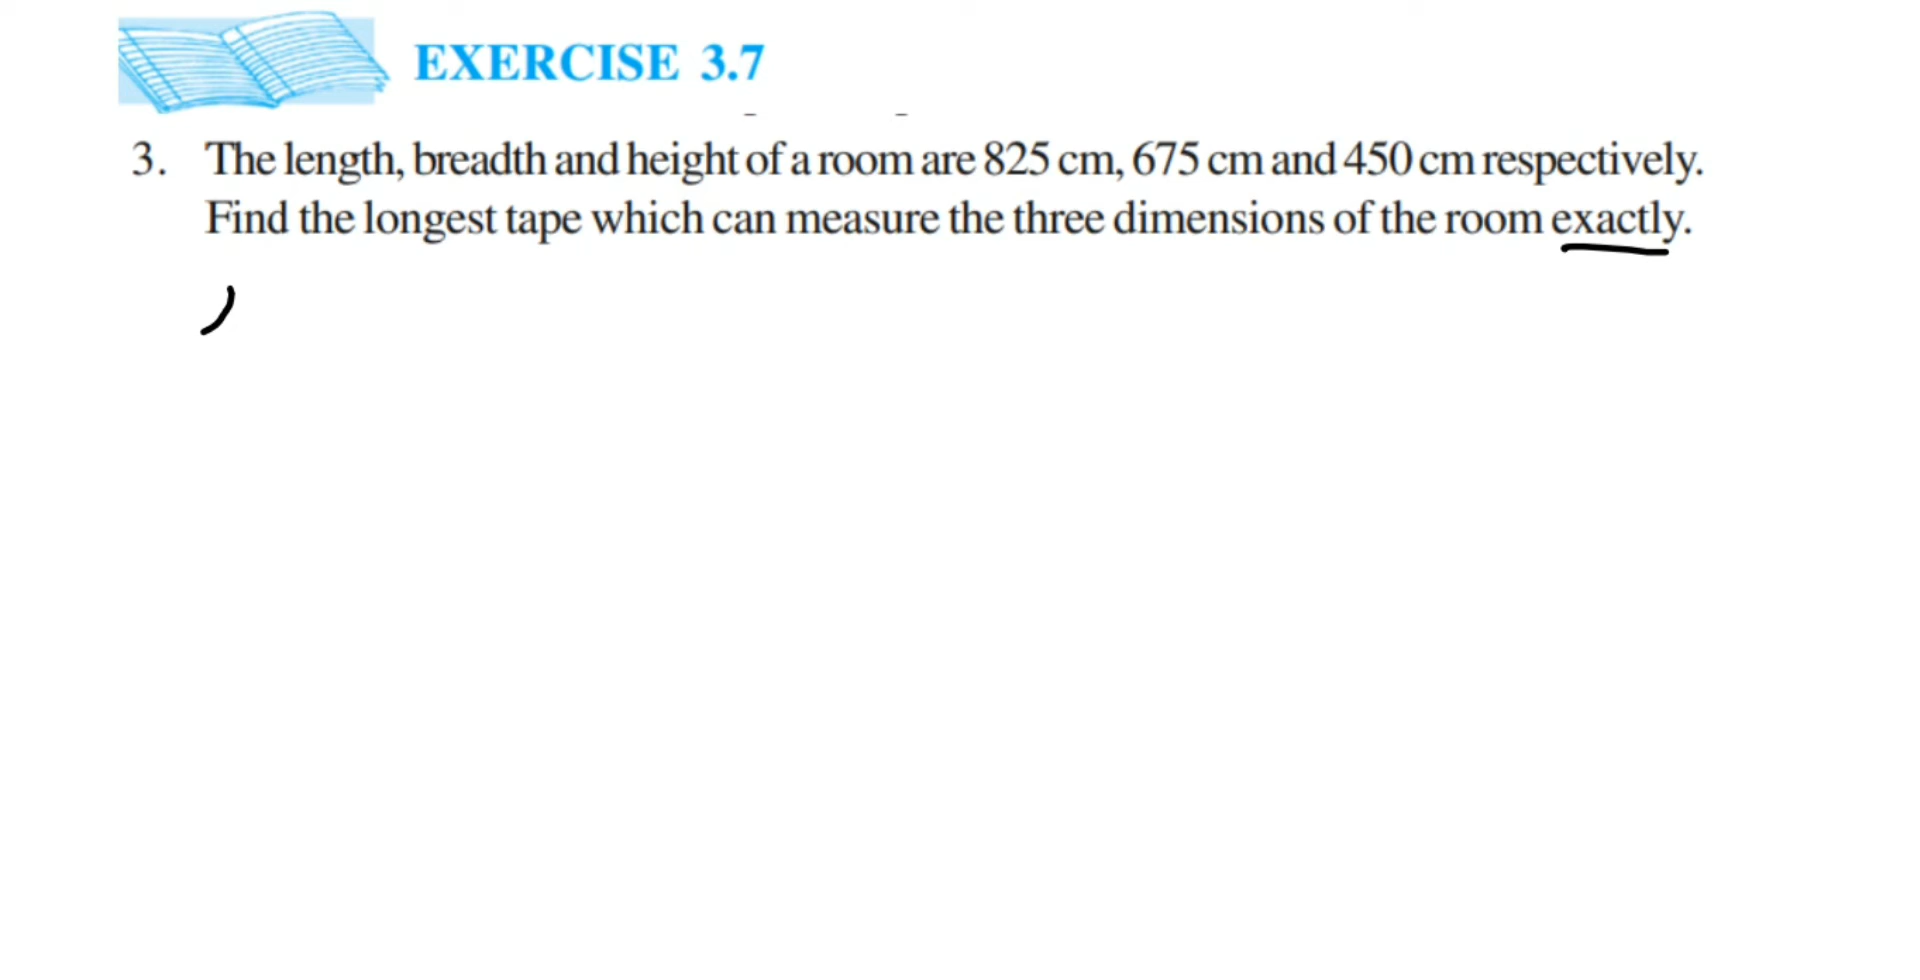 EXERCISE 3.7
3. The length, breadth and height of a room are 825 cm, 675 cm and 450 cm respectively.
Find the longest tape which can measure the three dimensions of the room exactly.